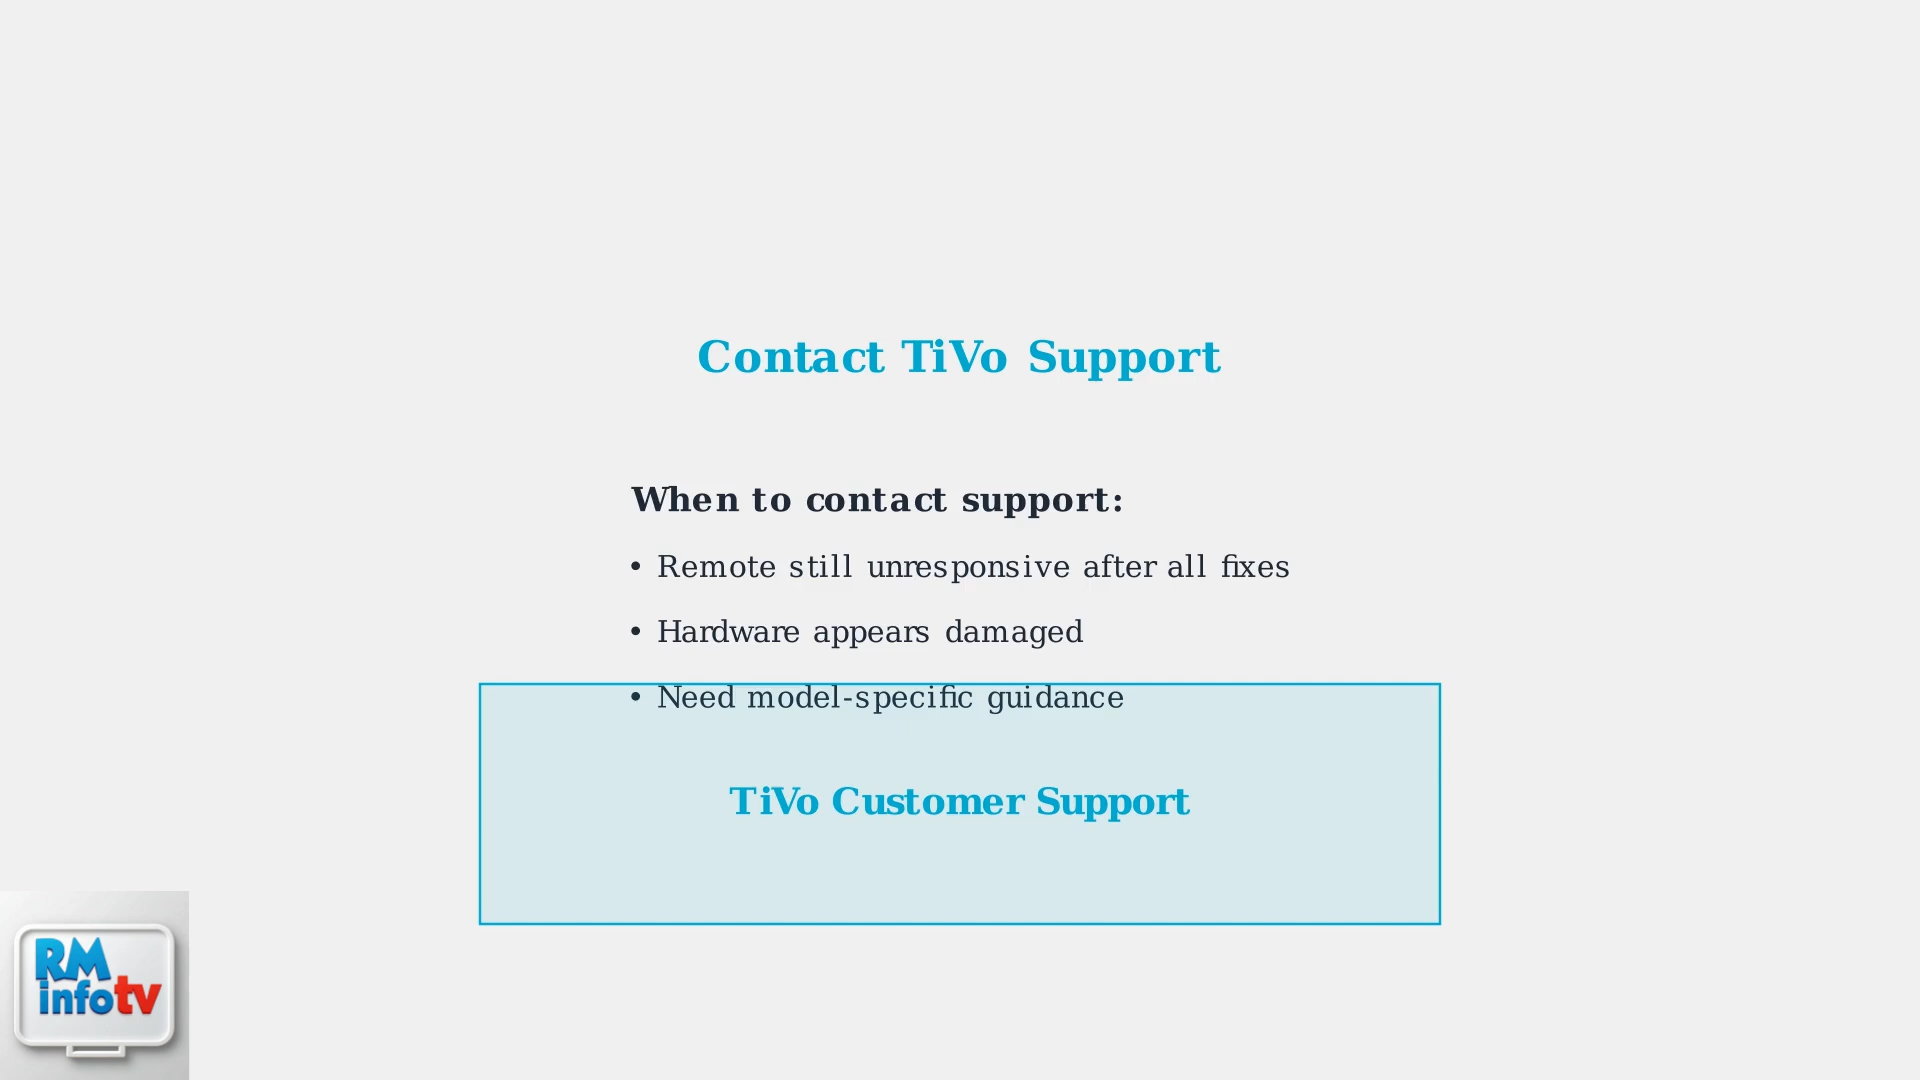 Contact TiVo Support
When to contact support:
• Remote still unresponsive after all fixes
• Hardware appears damaged
• Need model-specific guidance
TiVo Customer Support
RM
infotv